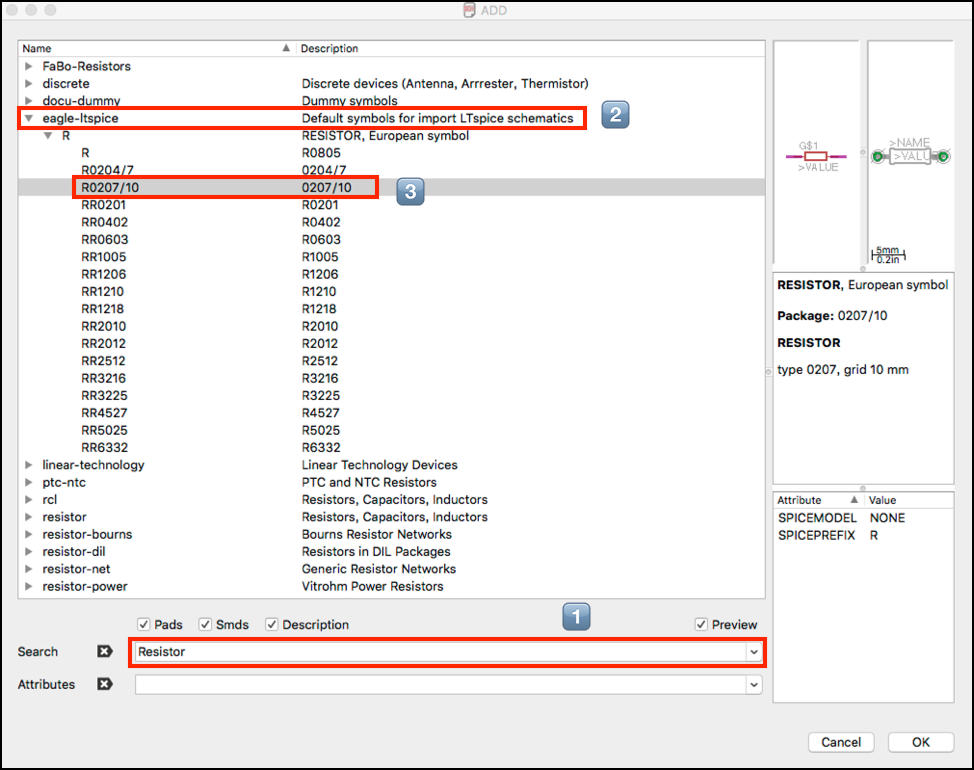 ADD
Name Description
FaBo-Resistors
discrete Discrete devices (Antenna, Arrrester, Thermistor)
docu-dummy Dummy symbols
eagle-ltspice Default symbols for import LTspice schematics
2
R RESISTOR, European symbol
R R0805
R0204/7 0204/7
R0207/10 0207/10
3
RR0201 R0201
RR0402 R0402
RR0603 R0603
RR1005 R1005
RR1206 R1206
RR1210 R1210
RR1218 R1218
RR2010 R2010
RR2012 R2012
RR2512 R2512
RR3216 R3216
RR3225 R3225
RR4527 R4527
RR5025 R5025
RR6332 R6332
linear-technology Linear Technology Devices
ptc-ntc PTC and NTC Resistors
rcl Resistors, Capacitors, Inductors
resistor Resistors, Capacitors, Inductors
resistor-bourns Bourns Resistor Networks
resistor-dil Resistors in DIL Packages
resistor-net Generic Resistor Networks
resistor-power Vitrohm Power Resistors
G$1
>VALUE
>NAME
>VALU
5mm
0.2in
RESISTOR, European symbol
Package: 0207/10
RESISTOR
type 0207, grid 10 mm
Attribute Value
SPICEMODEL NONE
SPICEPREFIX R
Pads Smds Description
1
Preview
Search Resistor
Attributes
Cancel OK